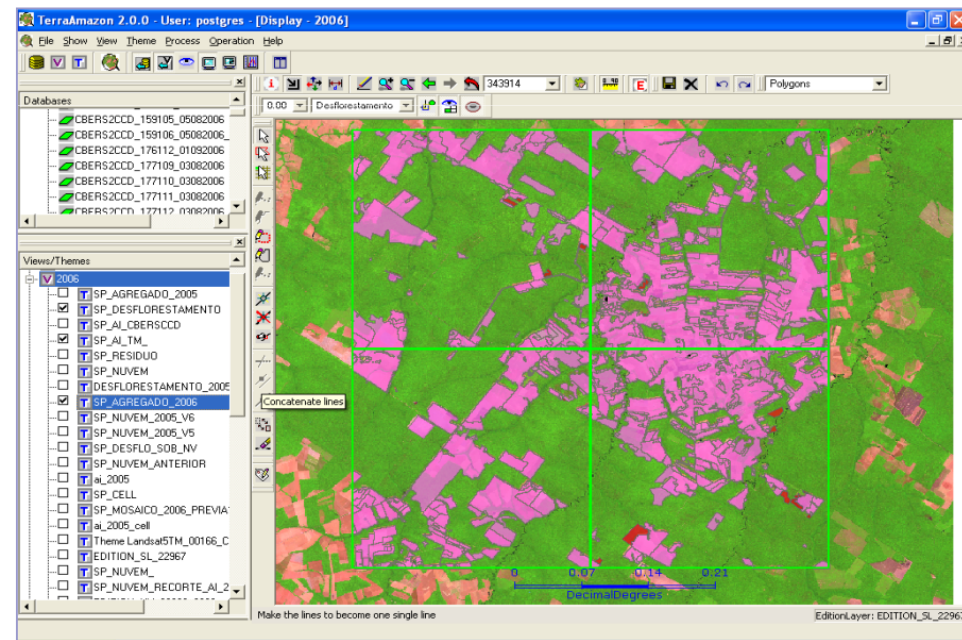 TerraAmazon 2.0.0 - User: postgres - [Display - 2006]
File Show View Theme Process Operation Help
343914
Polygons
0.00
Desflorestamento
Databases
CBERS2CCD_159105_05082006
CBERS2CCD_159106_05082006_
CBERS2CCD_176112_01092006
CBERS2CCD_177109_03082006
CBERS2CCD_177110_03082006
CBERS2CCD_177111_03082006
CBERS2CCD_177112_03082006
Views/Themes
2006
SP_AGREGADO_2005
SP_DESFLORESTAMENTO
SP_AI_CBERSCCD
SP_AI_TM_
SP_RESIDUO
SP_NUVEM
DESFLORESTAMENTO_2005
SP_AGREGADO_2006
SP_NUVEM_2005_V6
SP_NUVEM_2005_V5
SP_DESFLO_SOB_NV
SP_NUVEM_ANTERIOR
ai_2005
SP_CELL
SP_MOSAICO_2006_PREVIA
ai_2005_cell
Theme Landsat5TM_00166_C
EDITION_SL_22967
SP_NUVEM_
SP_NUVEM_RECORTE_AI_2
Concatenate lines
0 0.07 0.14 0.21
DecimalDegrees
Make the lines to become one single line
EditionLayer: EDITION_SL_22967